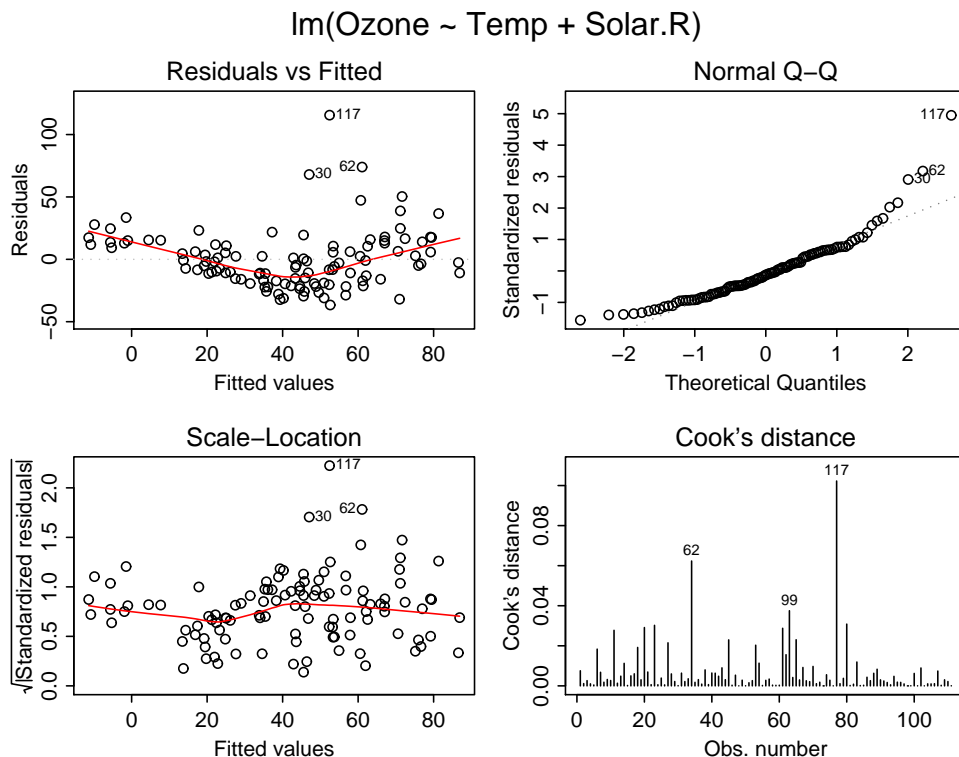 lm(Ozone ~ Temp + Solar.R)
Residuals vs Fitted
Residuals
−50 0 50 100
117
62
30
0 20 40 60 80
Fitted values
Normal Q−Q
Standardized residuals
−1 1 2 3 4 5
117
62
30
−2 −1 0 1 2
Theoretical Quantiles
Scale−Location
√|Standardized residuals|
0.0 0.5 1.0 1.5 2.0
117
62
30
0 20 40 60 80
Fitted values
Cook's distance
Cook's distance
0.00 0.04 0.08
117
62
99
0 20 40 60 80 100
Obs. number